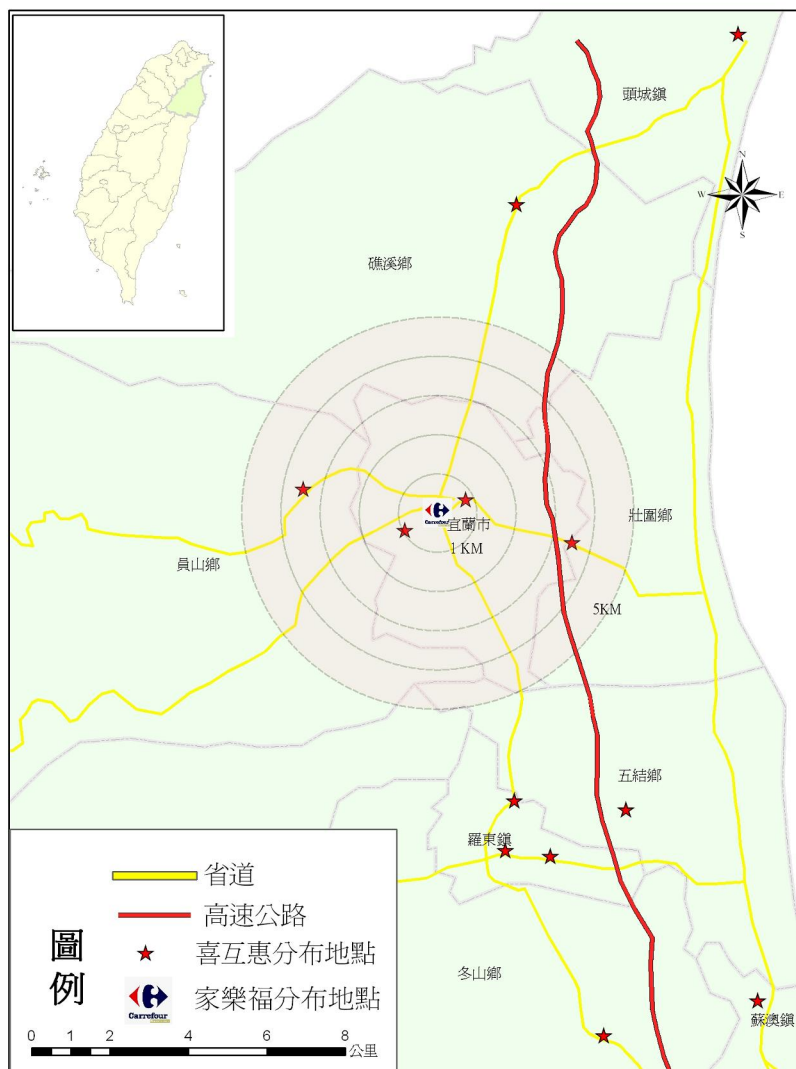 頭城鎮
N
W
E
S
礁溪鄉
壯圍鄉
Carrefour
宜蘭市
1 KM
員山鄉
5KM
五結鄉
羅東鎮
冬山鄉
蘇澳鎮
圖例
省道
高速公路
喜互惠分布地點
Carrefour
家樂福分布地點
0 2 4 6 8
公里